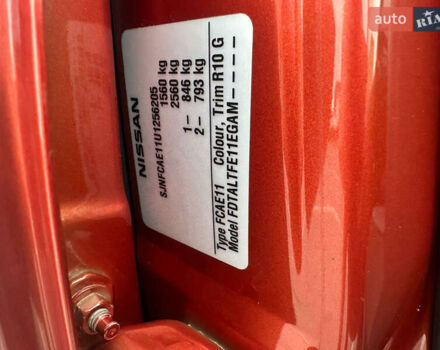 NISSAN
SJNFCAE11U1256205
1560 kg
2560 kg
1– 846 kg
2– 793 kg
Type FCAE11 Colour, Trim R10 G
Model FDTALTFE11EGAM––––
auto RIA